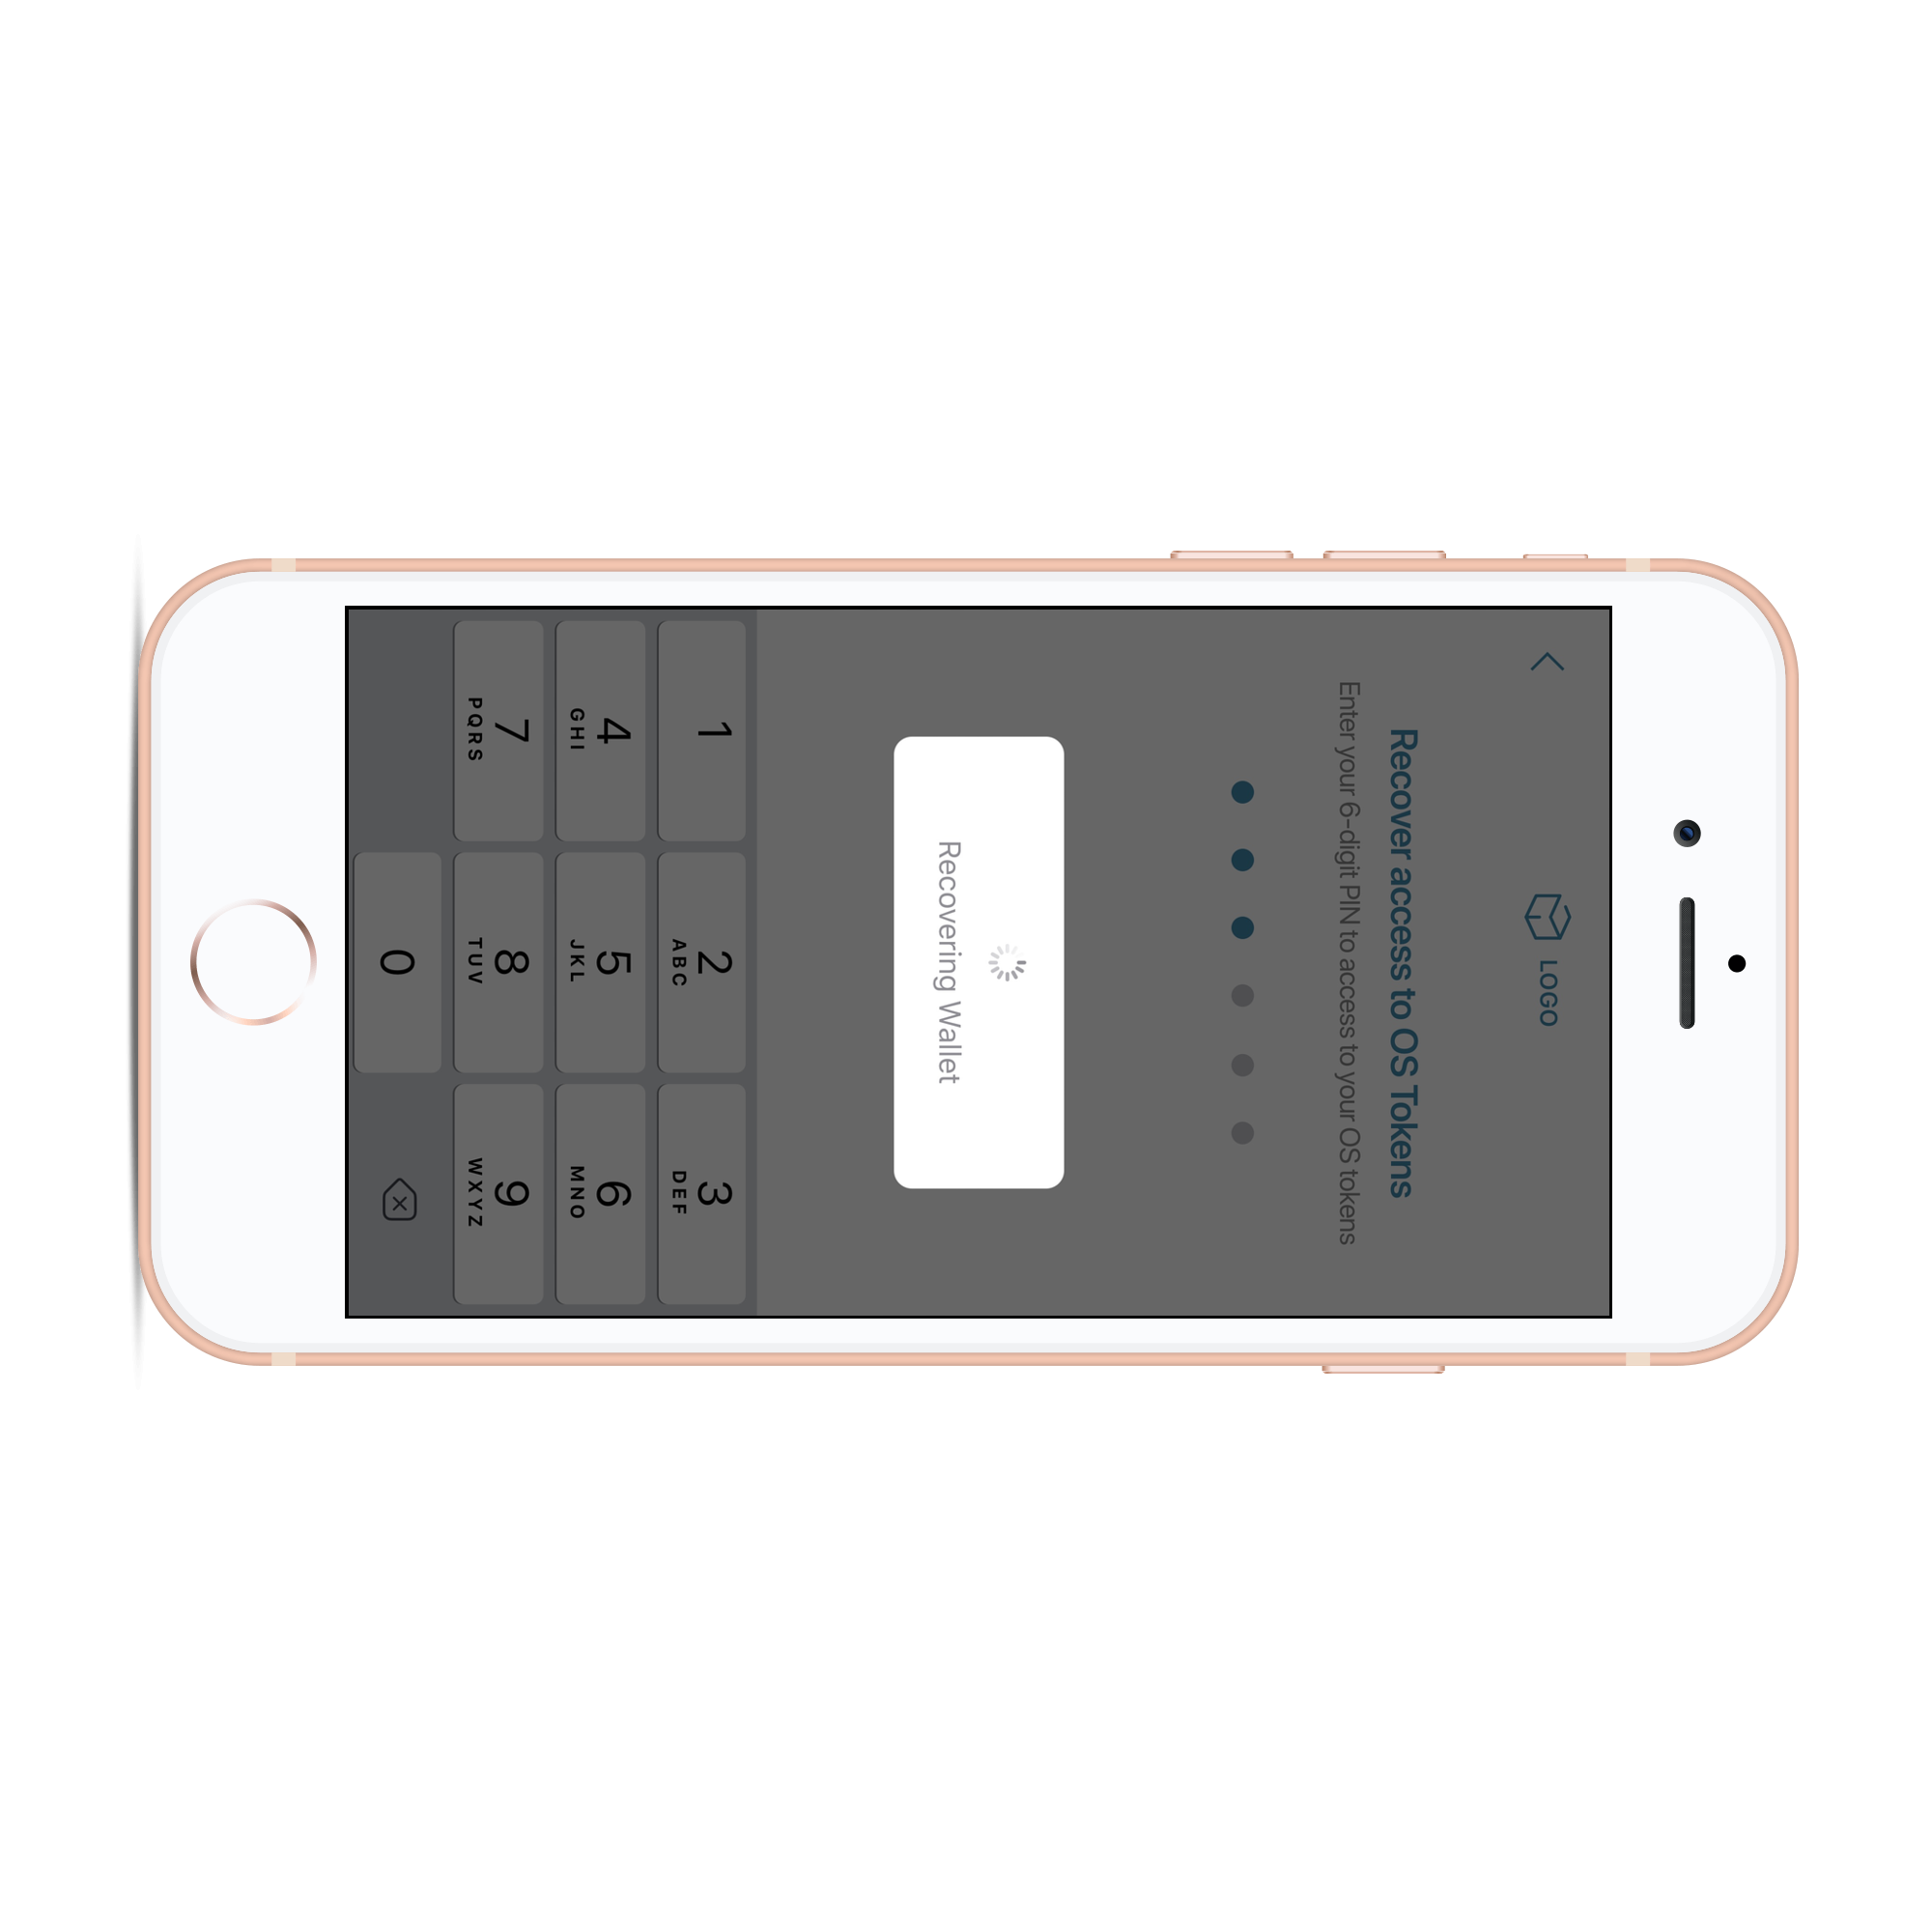 LOGO
Recover access to OS Tokens
Enter your 6-digit PIN to access to your OS tokens
Recovering Wallet
1
2
ABC
3
DEF
4
GHI
5
JKL
6
MNO
7
PQRS
8
TUV
9
WXYZ
0